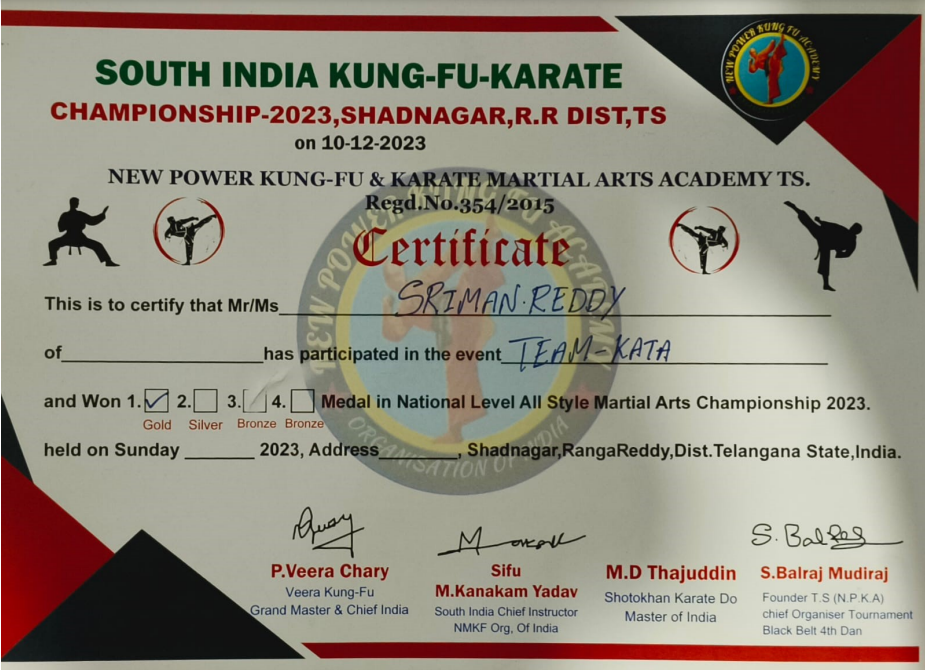 NEW POWER KUNG FU ACADEMY
SOUTH INDIA KUNG-FU-KARATE
CHAMPIONSHIP-2023,SHADNAGAR,R.R DIST,TS
on 10-12-2023
NEW POWER KUNG-FU & KARATE MARTIAL ARTS ACADEMY TS.
Regd.No.354/2015
Certificate
This is to certify that Mr/Ms SRIMAN.REDDY
of has participated in the event TEAM-KATA
and Won 1. 2. 3. 4. Medal in National Level All Style Martial Arts Championship 2023.
Gold Silver Bronze Bronze
held on Sunday 2023, Address , Shadnagar,RangaReddy,Dist.Telangana State,India.
NEW POWER KUNG FU ACADEMY
ORGANISATION OF INDIA
S. Balraj
P.Veera Chary
Veera Kung-Fu
Grand Master & Chief India
Sifu
M.Kanakam Yadav
South India Chief Instructor
NMKF Org, Of India
M.D Thajuddin
Shotokhan Karate Do
Master of India
S.Balraj Mudiraj
Founder T.S (N.P.K.A)
chief Organiser Tournament
Black Belt 4th Dan